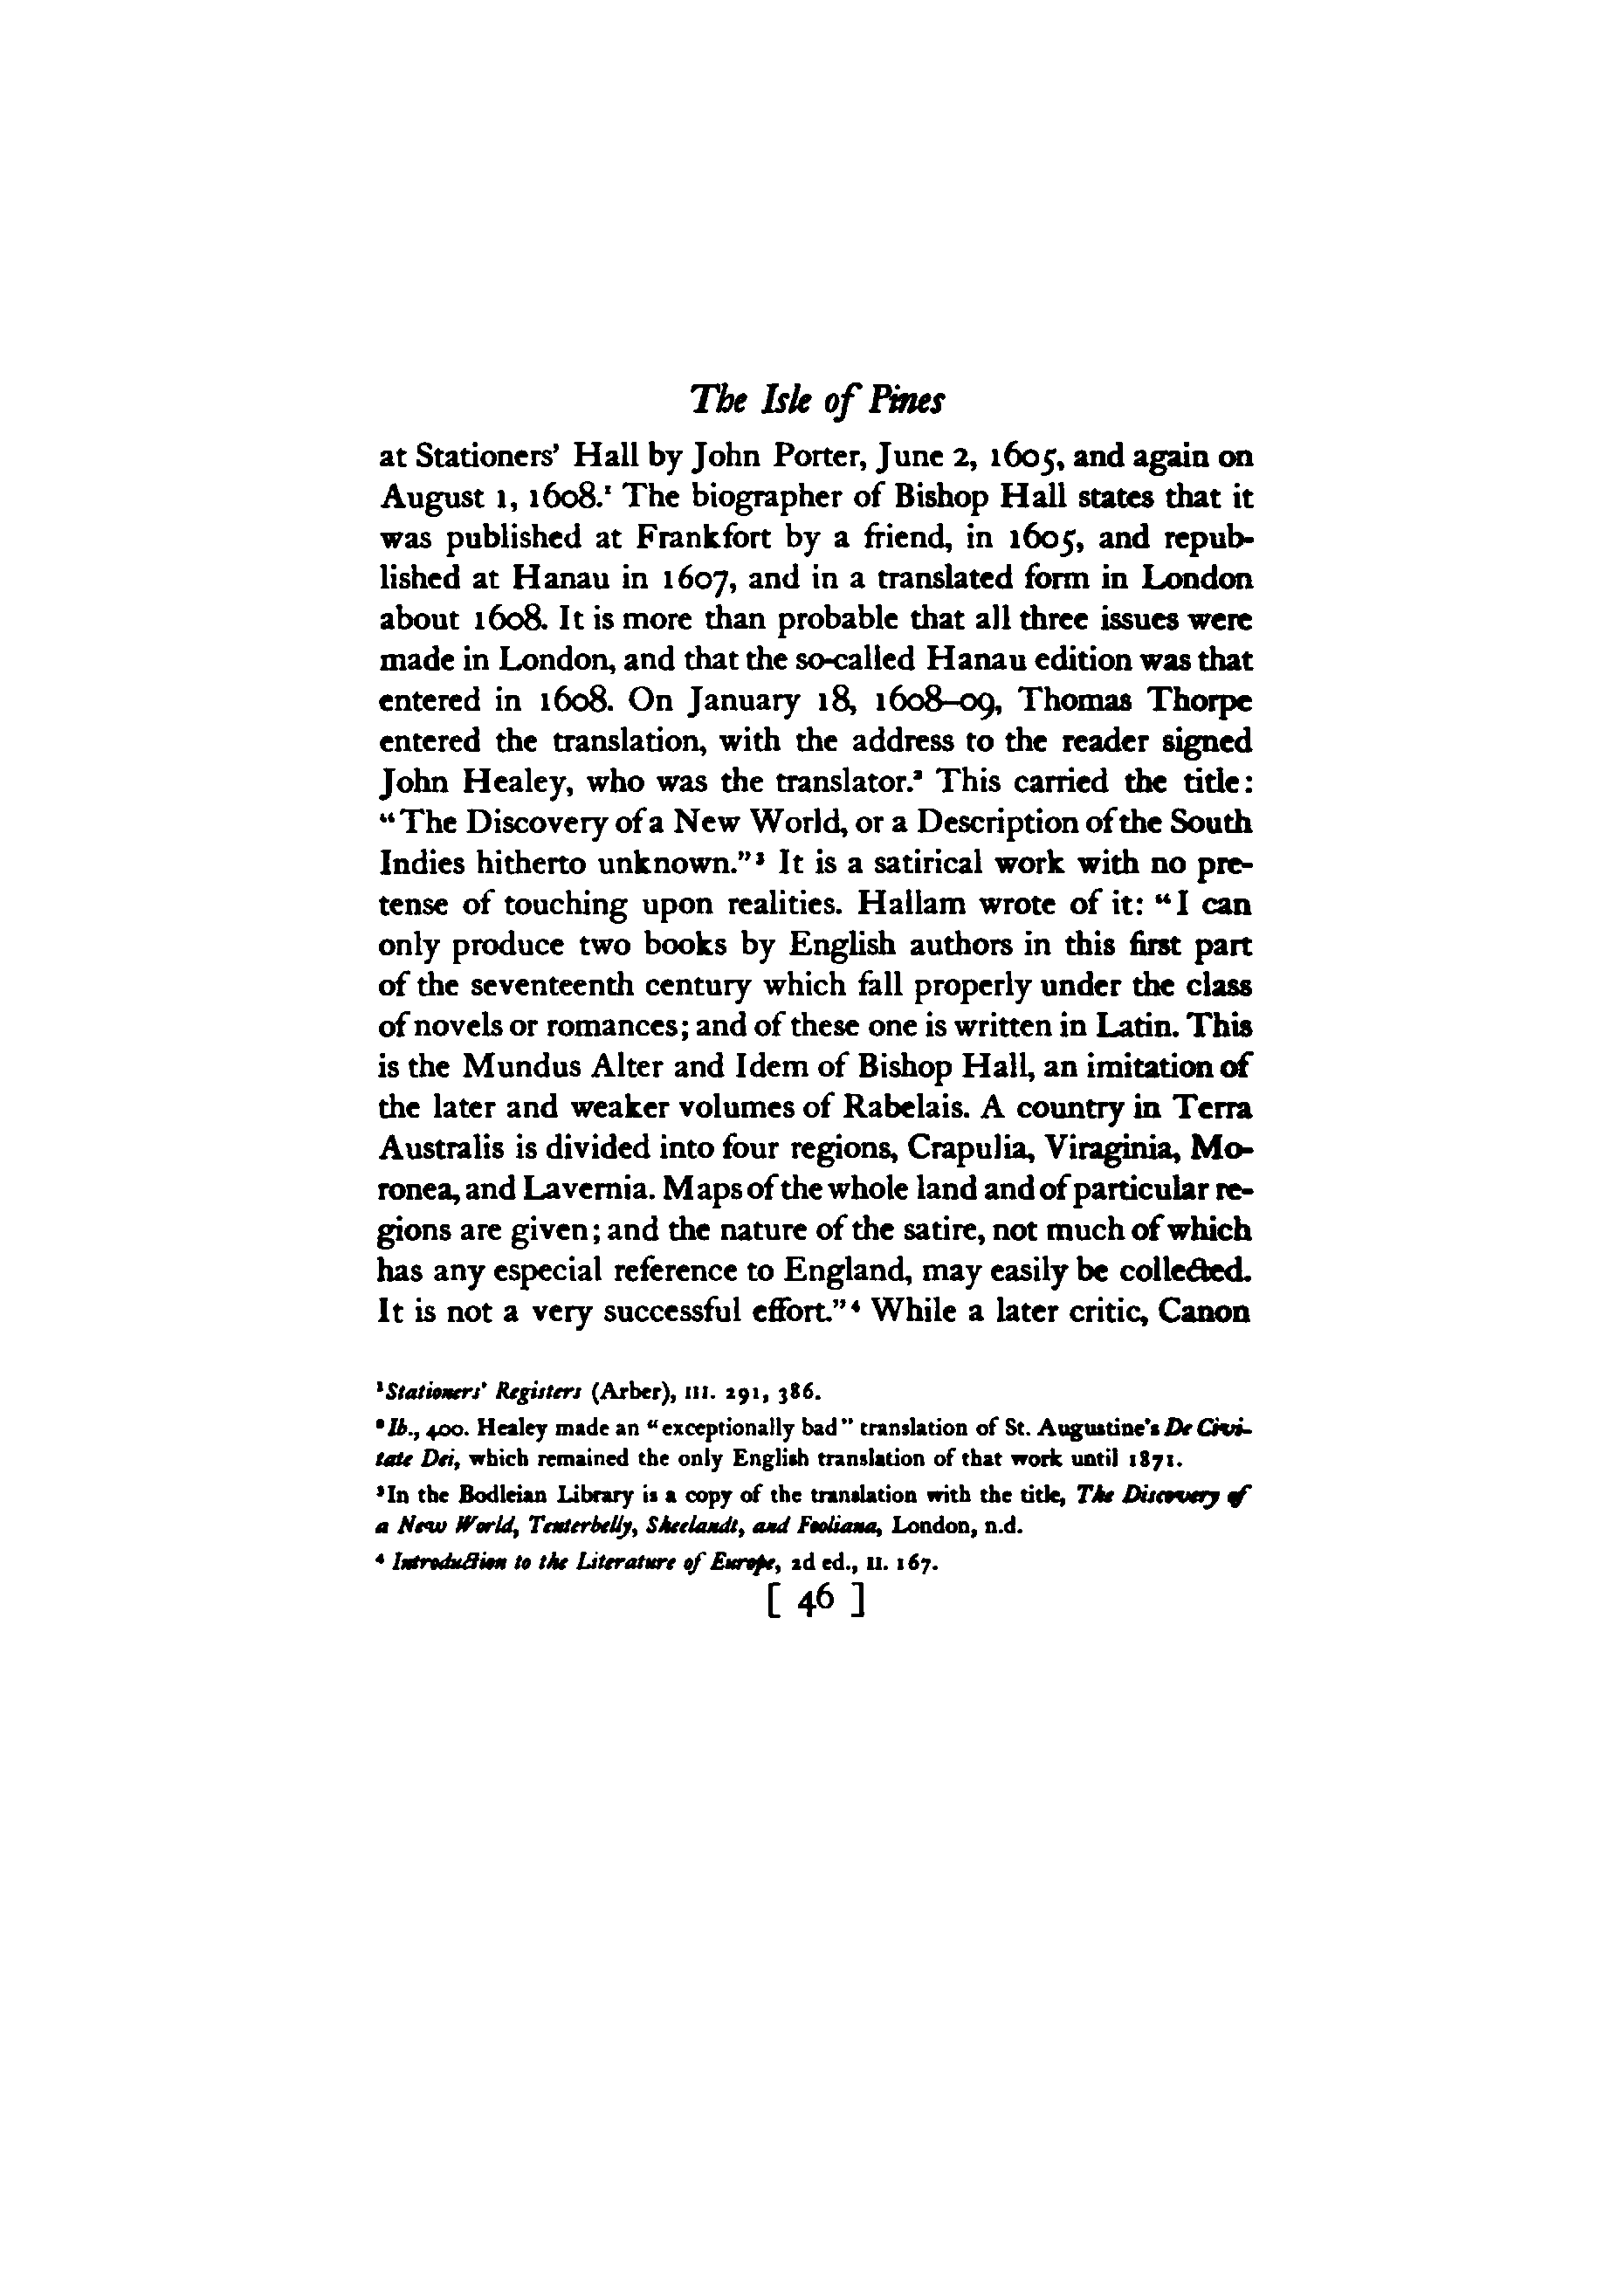 The Isle of Pines
at Stationers' Hall by John Porter, June 2, 1605, and again on
August 1, 1608.¹ The biographer of Bishop Hall states that it
was published at Frankfort by a friend, in 1605, and repub-
lished at Hanau in 1607, and in a translated form in London
about 1608. It is more than probable that all three issues were
made in London, and that the so-called Hanau edition was that
entered in 1608. On January 18, 1608–09, Thomas Thorpe
entered the translation, with the address to the reader signed
John Healey, who was the translator.² This carried the title:
"The Discovery of a New World, or a Description of the South
Indies hitherto unknown."³ It is a satirical work with no pre-
tense of touching upon realities. Hallam wrote of it: "I can
only produce two books by English authors in this first part
of the seventeenth century which fall properly under the class
of novels or romances; and of these one is written in Latin. This
is the Mundus Alter and Idem of Bishop Hall, an imitation of
the later and weaker volumes of Rabelais. A country in Terra
Australis is divided into four regions, Crapulia, Viraginia, Mo-
ronea, and Lavernia. Maps of the whole land and of particular re-
gions are given; and the nature of the satire, not much of which
has any especial reference to England, may easily be collected.
It is not a very successful effort."⁴ While a later critic, Canon
¹ Stationers' Registers (Arber), III. 291, 386.
² Ib., 400. Healey made an "exceptionally bad" translation of St. Augustine's De Civi-
tate Dei, which remained the only English translation of that work until 1871.
³ In the Bodleian Library is a copy of the translation with the title, The Discovery of
a New World, Tenterbelly, Sheelandt, and Fooliana, London, n.d.
⁴ Introduction to the Literature of Europe, 2d ed., II. 167.
[ 46 ]